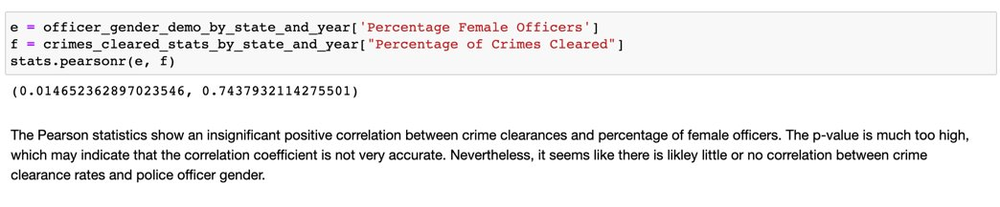 e = officer_gender_demo_by_state_and_year['Percentage Female Officers']
f = crimes_cleared_stats_by_state_and_year["Percentage of Crimes Cleared"]
stats.pearsonr(e, f)
(0.014652362897023546, 0.7437932114275501)
The Pearson statistics show an insignificant positive correlation between crime clearances and percentage of female officers. The p-value is much too high,
which may indicate that the correlation coefficient is not very accurate. Nevertheless, it seems like there is likley little or no correlation between crime
clearance rates and police officer gender.